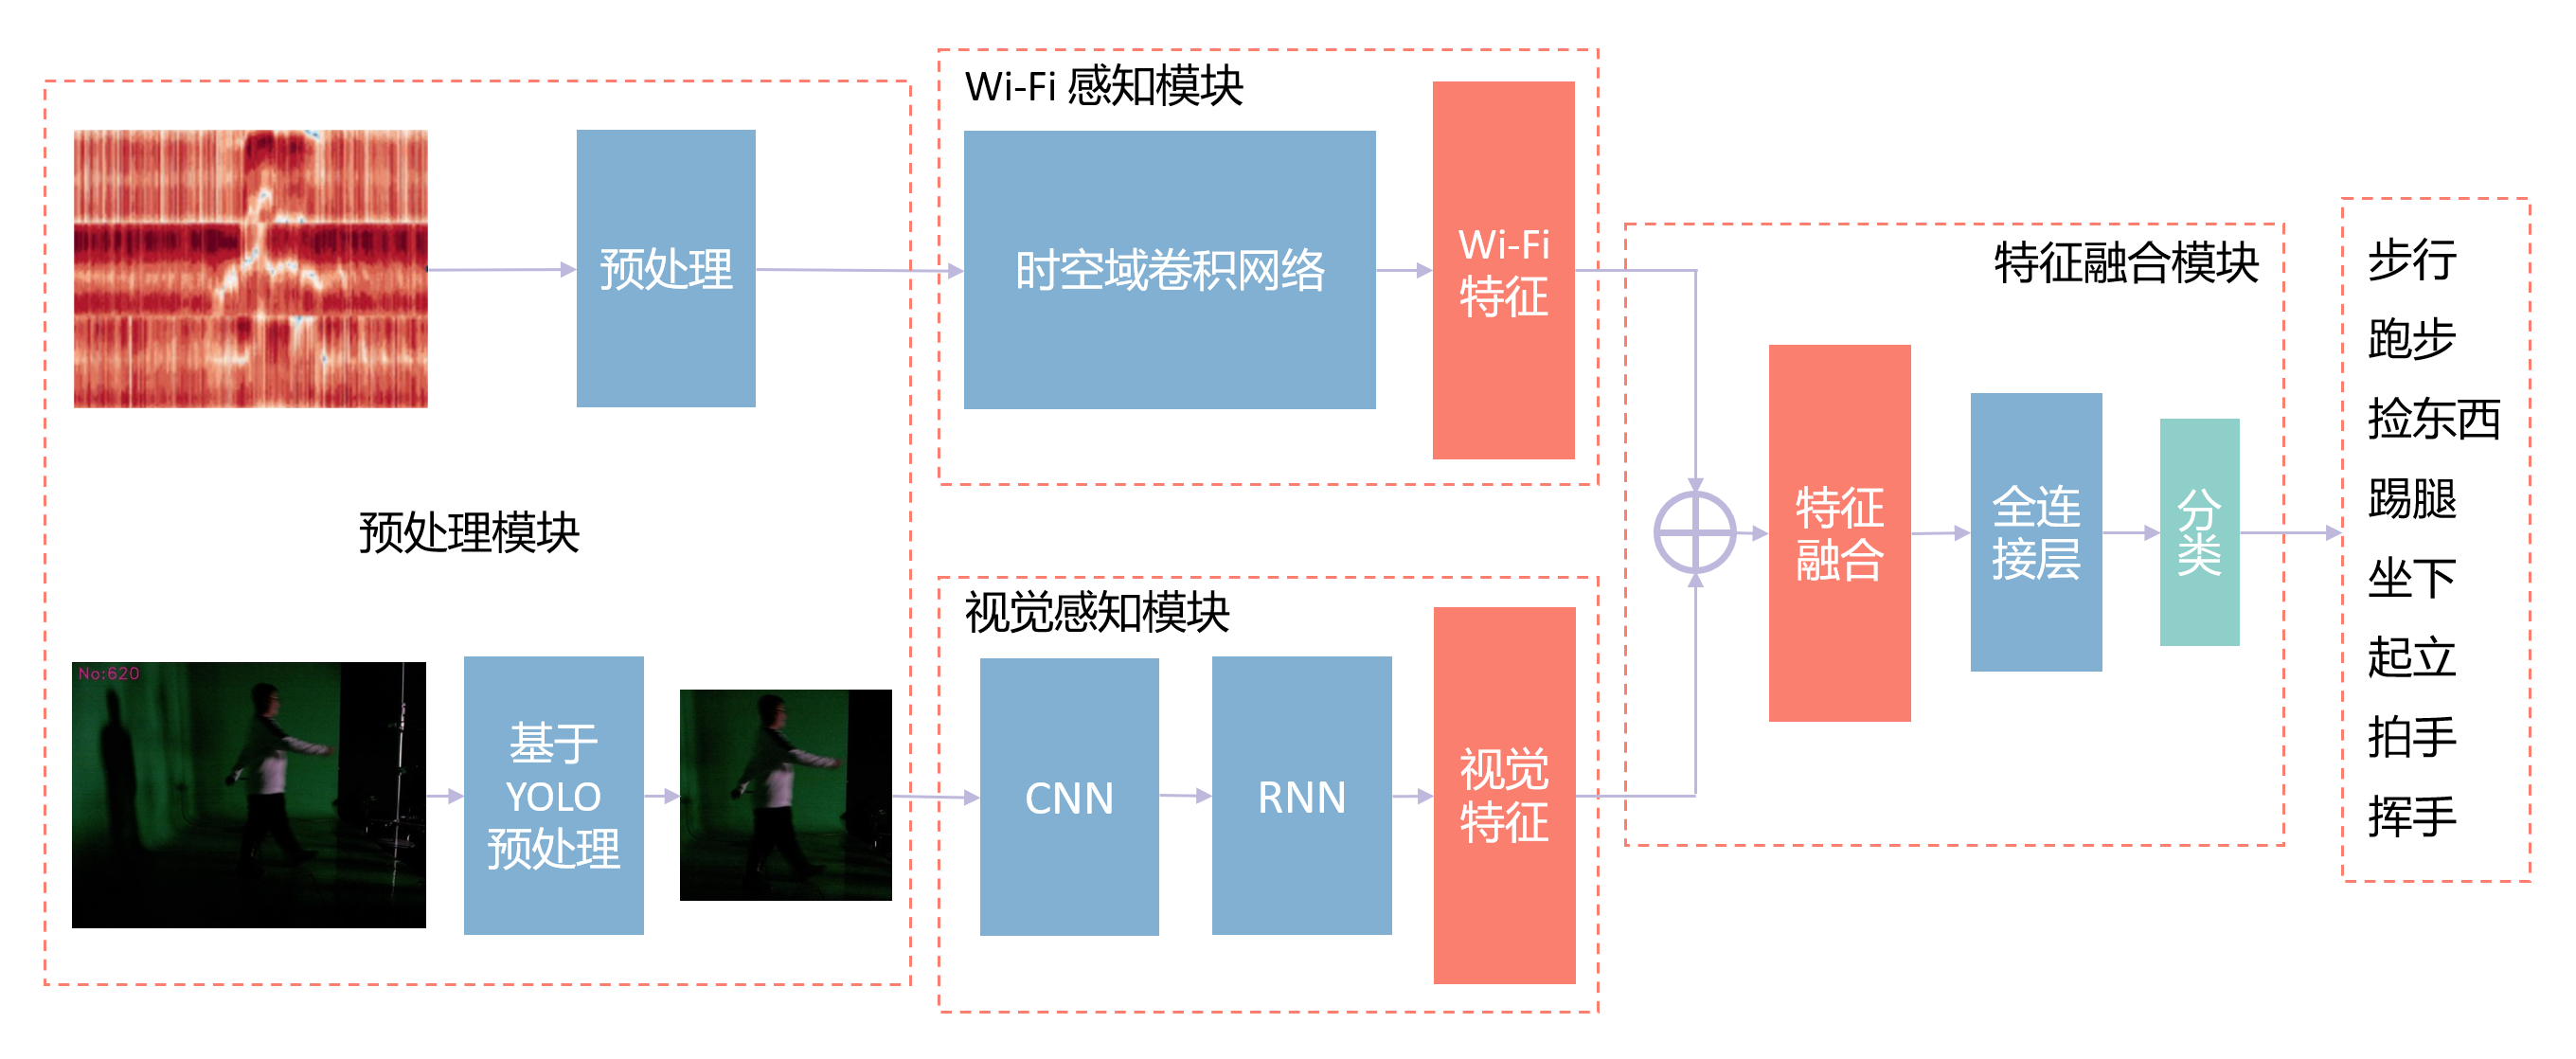 预处理
预处理模块
No:620
基于
YOLO
预处理
Wi-Fi 感知模块
时空域卷积网络
Wi-Fi
特征
视觉感知模块
CNN
RNN
视觉
特征
特征融合模块
特征
融合
全连
接层
分
类
步行
跑步
捡东西
踢腿
坐下
起立
拍手
挥手